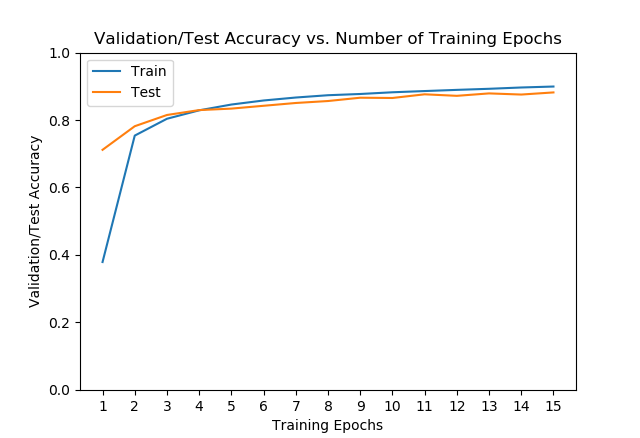 Validation/Test Accuracy vs. Number of Training Epochs
1.0
Train
Test
0.8
0.6
0.4
0.2
0.0
Validation/Test Accuracy
1 2 3 4 5 6 7 8 9 10 11 12 13 14 15
Training Epochs